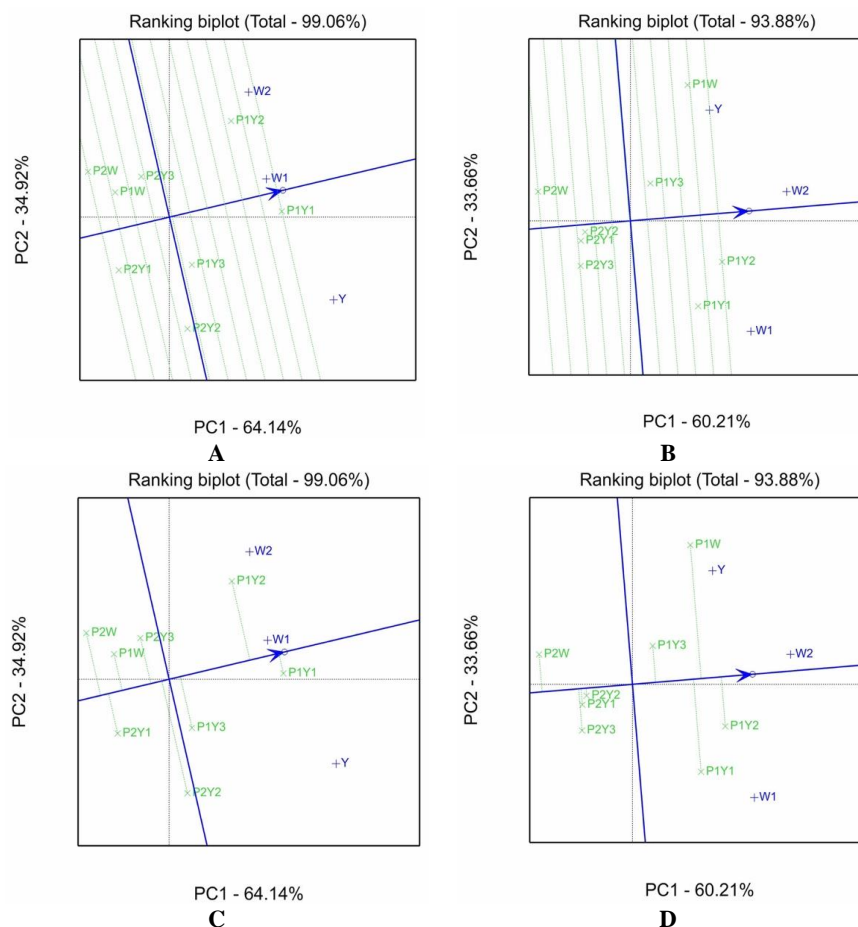 Ranking biplot (Total - 99.06%)
PC2 - 34.92%
W2
P1Y2
P2W
P2Y3
P1W
W1
P1Y1
P2Y1
P1Y3
Y
P2Y2
PC1 - 64.14%
A
Ranking biplot (Total - 93.88%)
PC2 - 33.66%
P1W
Y
P1Y3
P2W
W2
P2Y2
P2Y1
P2Y3
P1Y2
P1Y1
W1
PC1 - 60.21%
B
Ranking biplot (Total - 99.06%)
PC2 - 34.92%
W2
P1Y2
P2W
P2Y3
P1W
W1
P1Y1
P2Y1
P1Y3
Y
P2Y2
PC1 - 64.14%
C
Ranking biplot (Total - 93.88%)
PC2 - 33.66%
P1W
Y
P1Y3
P2W
W2
P2Y2
P2Y1
P2Y3
P1Y2
P1Y1
W1
PC1 - 60.21%
D